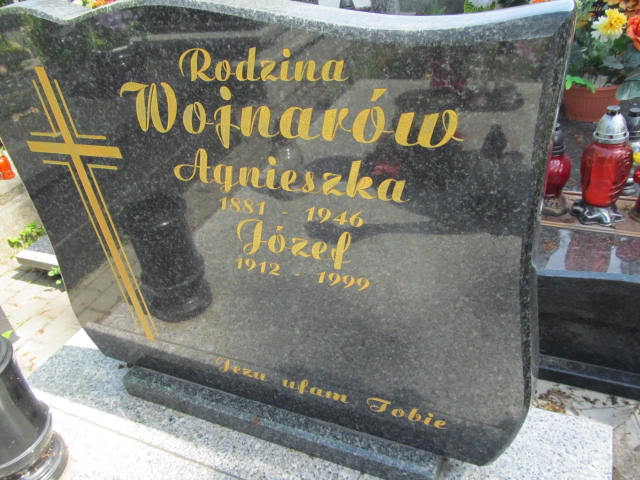 Rodzina
Wojnarów
Agnieszka
1881 - 1946
Józef
1912 - 1999
Jezu ufam Tobie